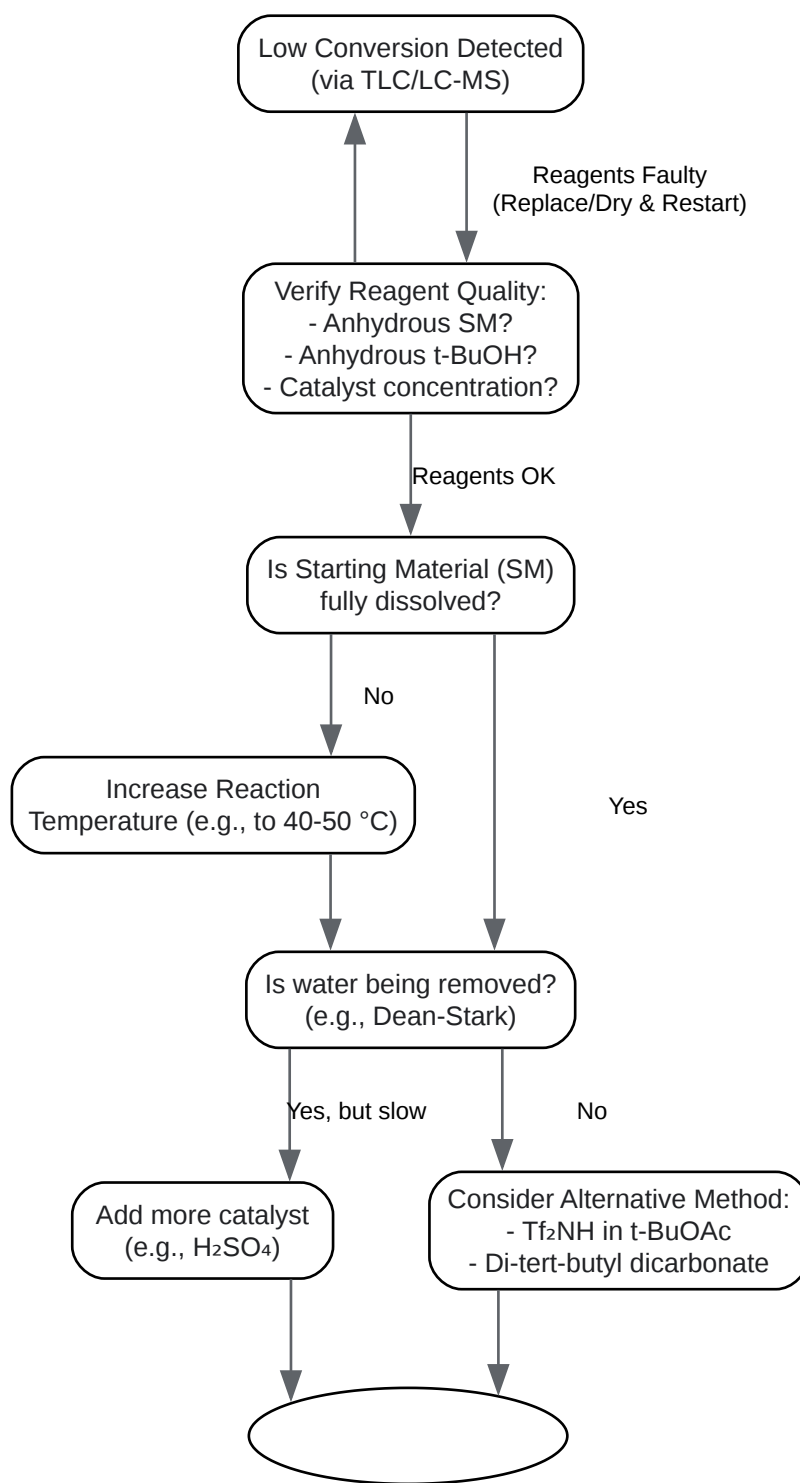 Low Conversion Detected
(via TLC/LC-MS)
Reagents Faulty
(Replace/Dry & Restart)
Verify Reagent Quality:
- Anhydrous SM?
- Anhydrous t-BuOH?
- Catalyst concentration?
Reagents OK
Is Starting Material (SM)
fully dissolved?
No
Increase Reaction
Temperature (e.g., to 40-50 °C)
Yes
Is water being removed?
(e.g., Dean-Stark)
Yes, but slow
No
Add more catalyst
(e.g., H₂SO₄)
Consider Alternative Method:
- Tf₂NH in t-BuOAc
- Di-tert-butyl dicarbonate